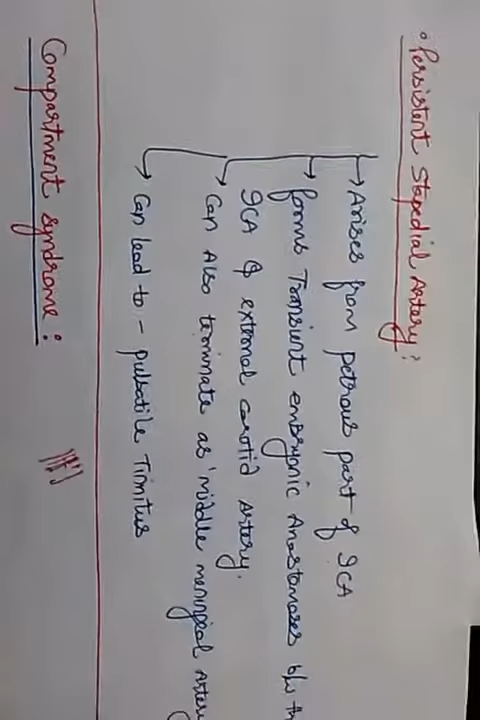 • Persistent Stapedial Artery:
→ Arises from petrous part of ICA
→ forms Transient embryonic Anastomoses b/w th
ICA & external carotid Artery.
→ Can Also terminate as 'middle meningeal Artery
→ Can lead to - pulsatile Tinnitus
Compartment syndrome: